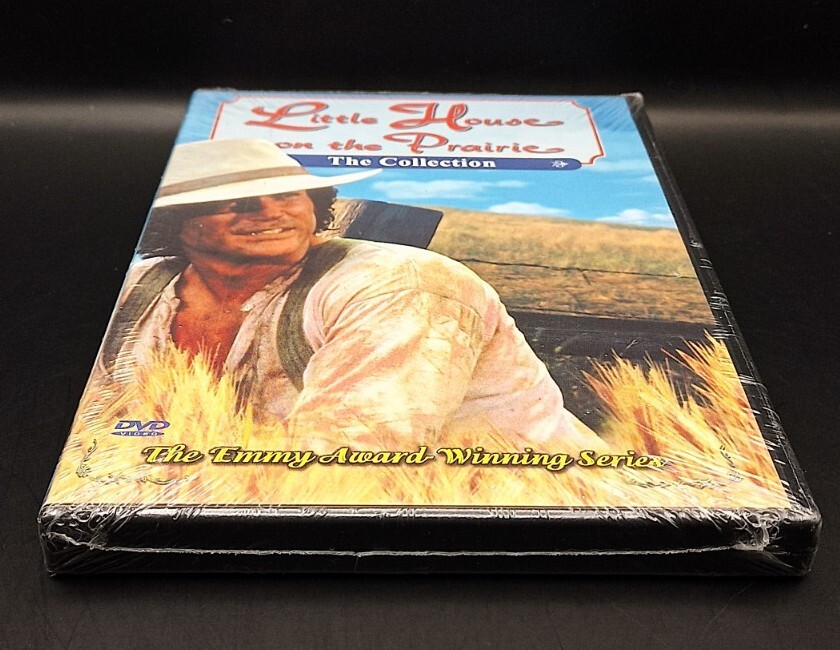 Little House
on the Prairie
The Collection
DVD
VIDEO
The Emmy Award Winning Series